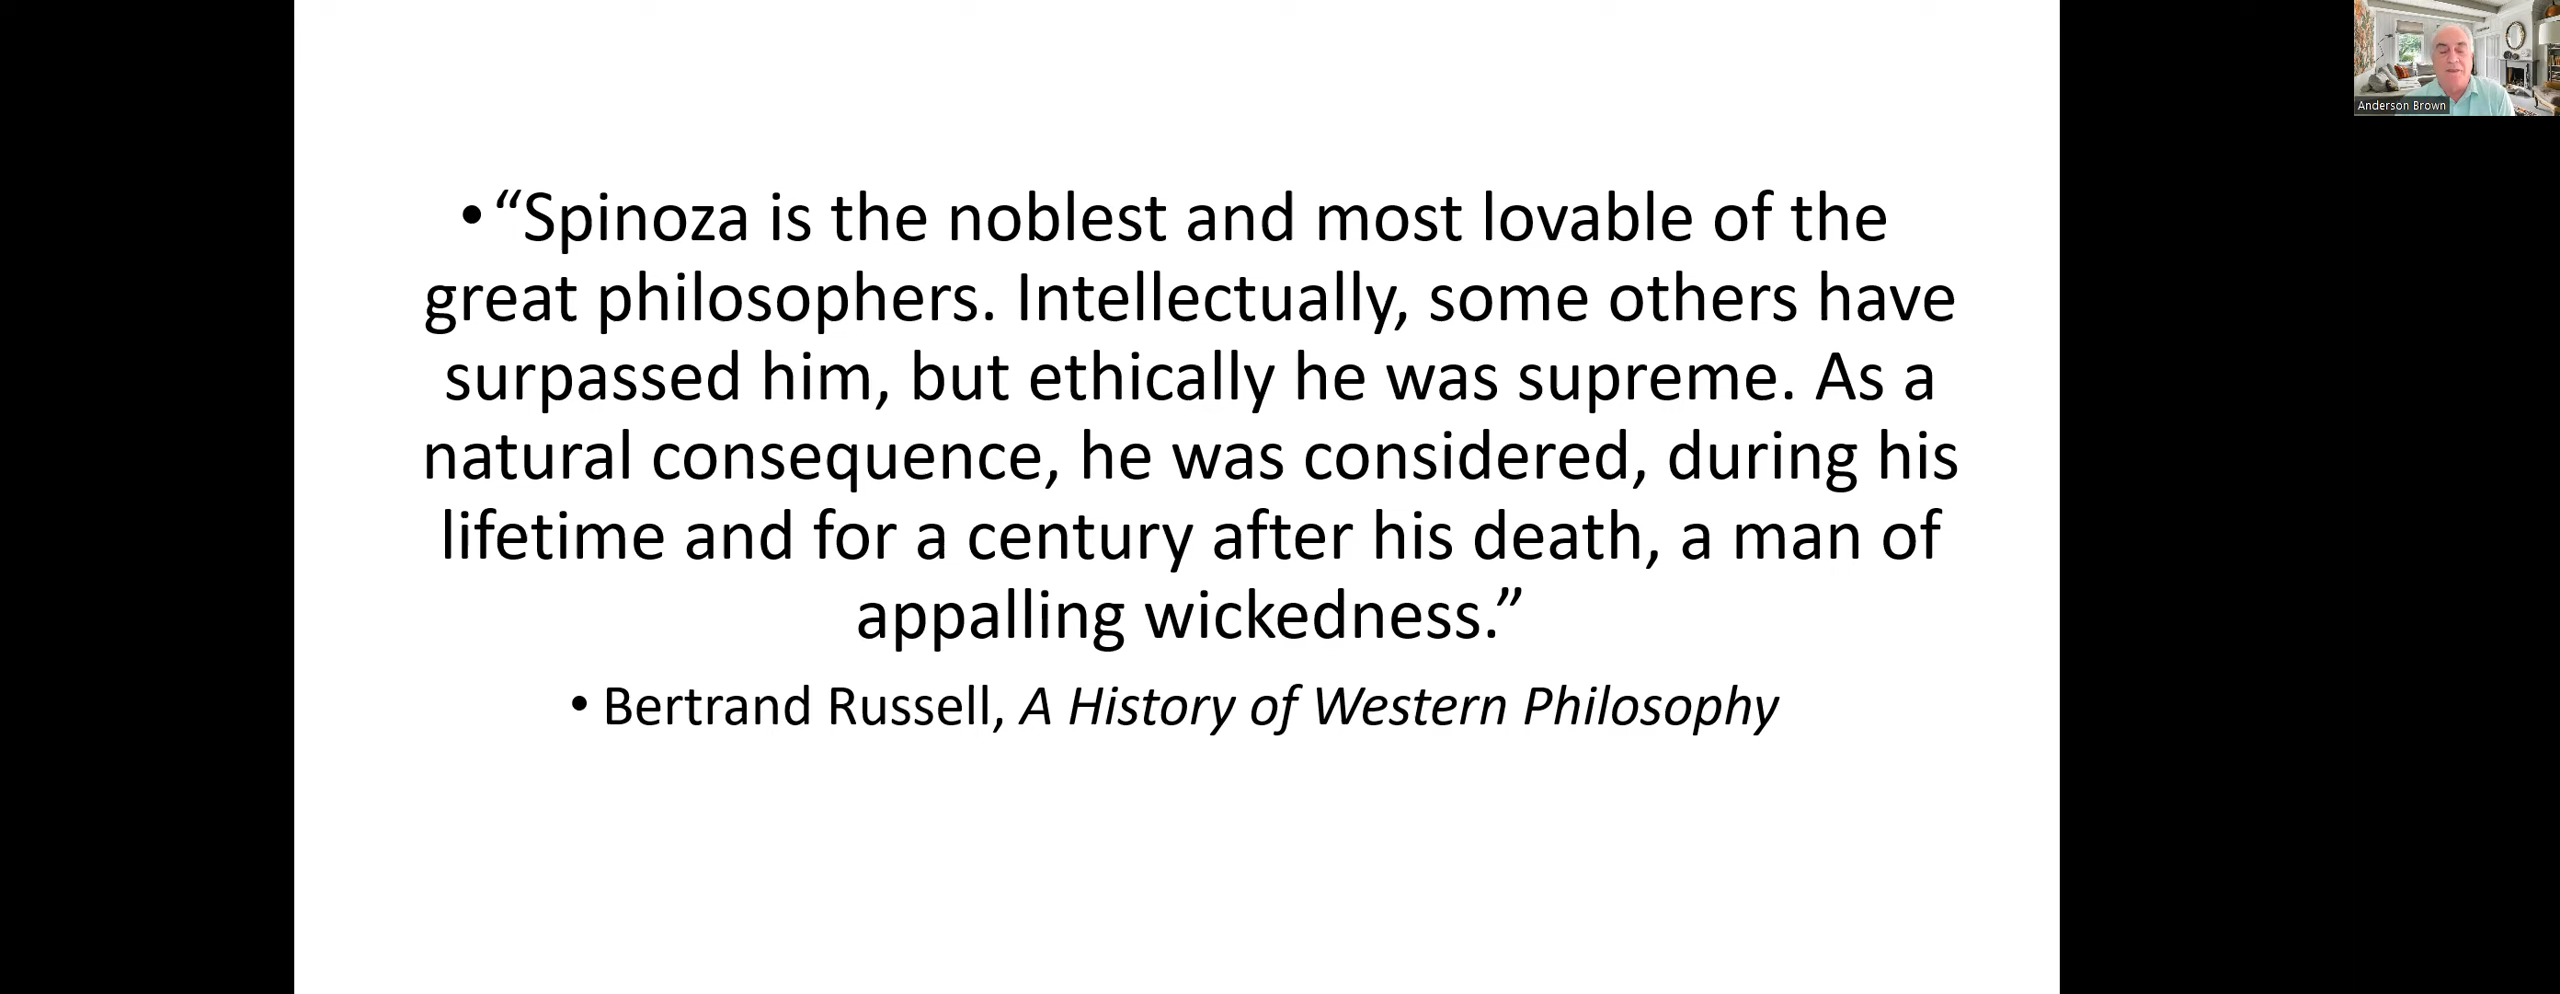 • “Spinoza is the noblest and most lovable of the
great philosophers. Intellectually, some others have
surpassed him, but ethically he was supreme. As a
natural consequence, he was considered, during his
lifetime and for a century after his death, a man of
appalling wickedness.”
• Bertrand Russell, A History of Western Philosophy
Anderson Brown